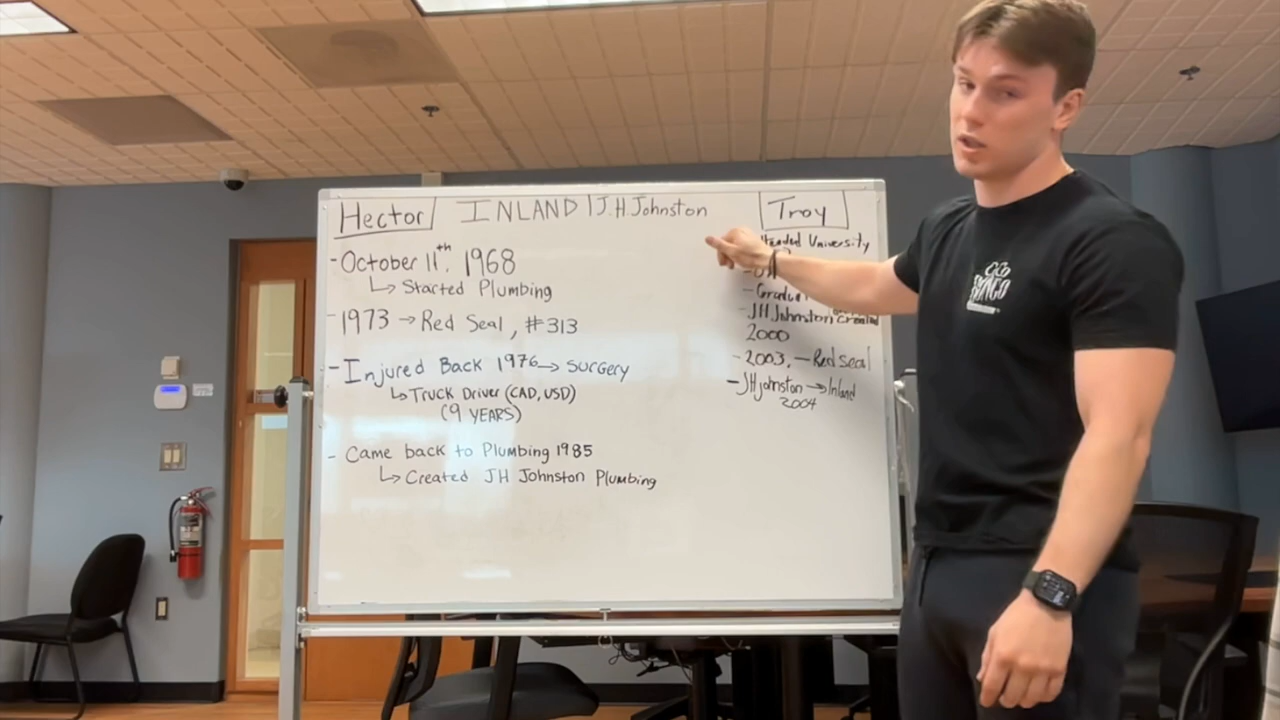 Hector
INLAND | J.H.Johnston
Troy
- October 11th, 1968
↳ Started Plumbing
- 1973 → Red Seal, #313
- Injured Back 1976 → Surgery
↳ Truck Driver (CAD, USD)
(9 YEARS)
- Came back to Plumbing 1985
↳ Created JH Johnston Plumbing
University
- JH Johnston created
2000
- 2003, - Red Seal
- JH Johnston → Inland
2004